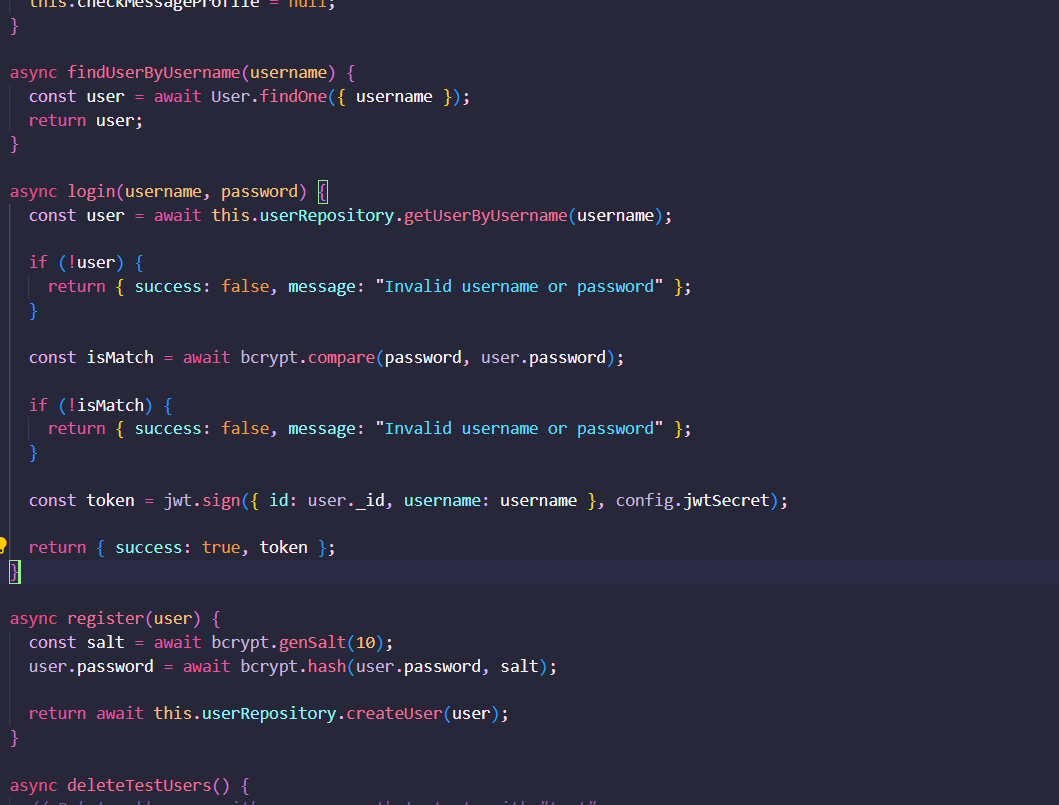 this.checkMessageProfile = null;
}
async findUserByUsername(username) {
const user = await User.findOne({ username });
return user;
}
async login(username, password) {
const user = await this.userRepository.getUserByUsername(username);
if (!user) {
return { success: false, message: "Invalid username or password" };
}
const isMatch = await bcrypt.compare(password, user.password);
if (!isMatch) {
return { success: false, message: "Invalid username or password" };
}
const token = jwt.sign({ id: user._id, username: username }, config.jwtSecret);
return { success: true, token };
}
async register(user) {
const salt = await bcrypt.genSalt(10);
user.password = await bcrypt.hash(user.password, salt);
return await this.userRepository.createUser(user);
}
async deleteTestUsers() {